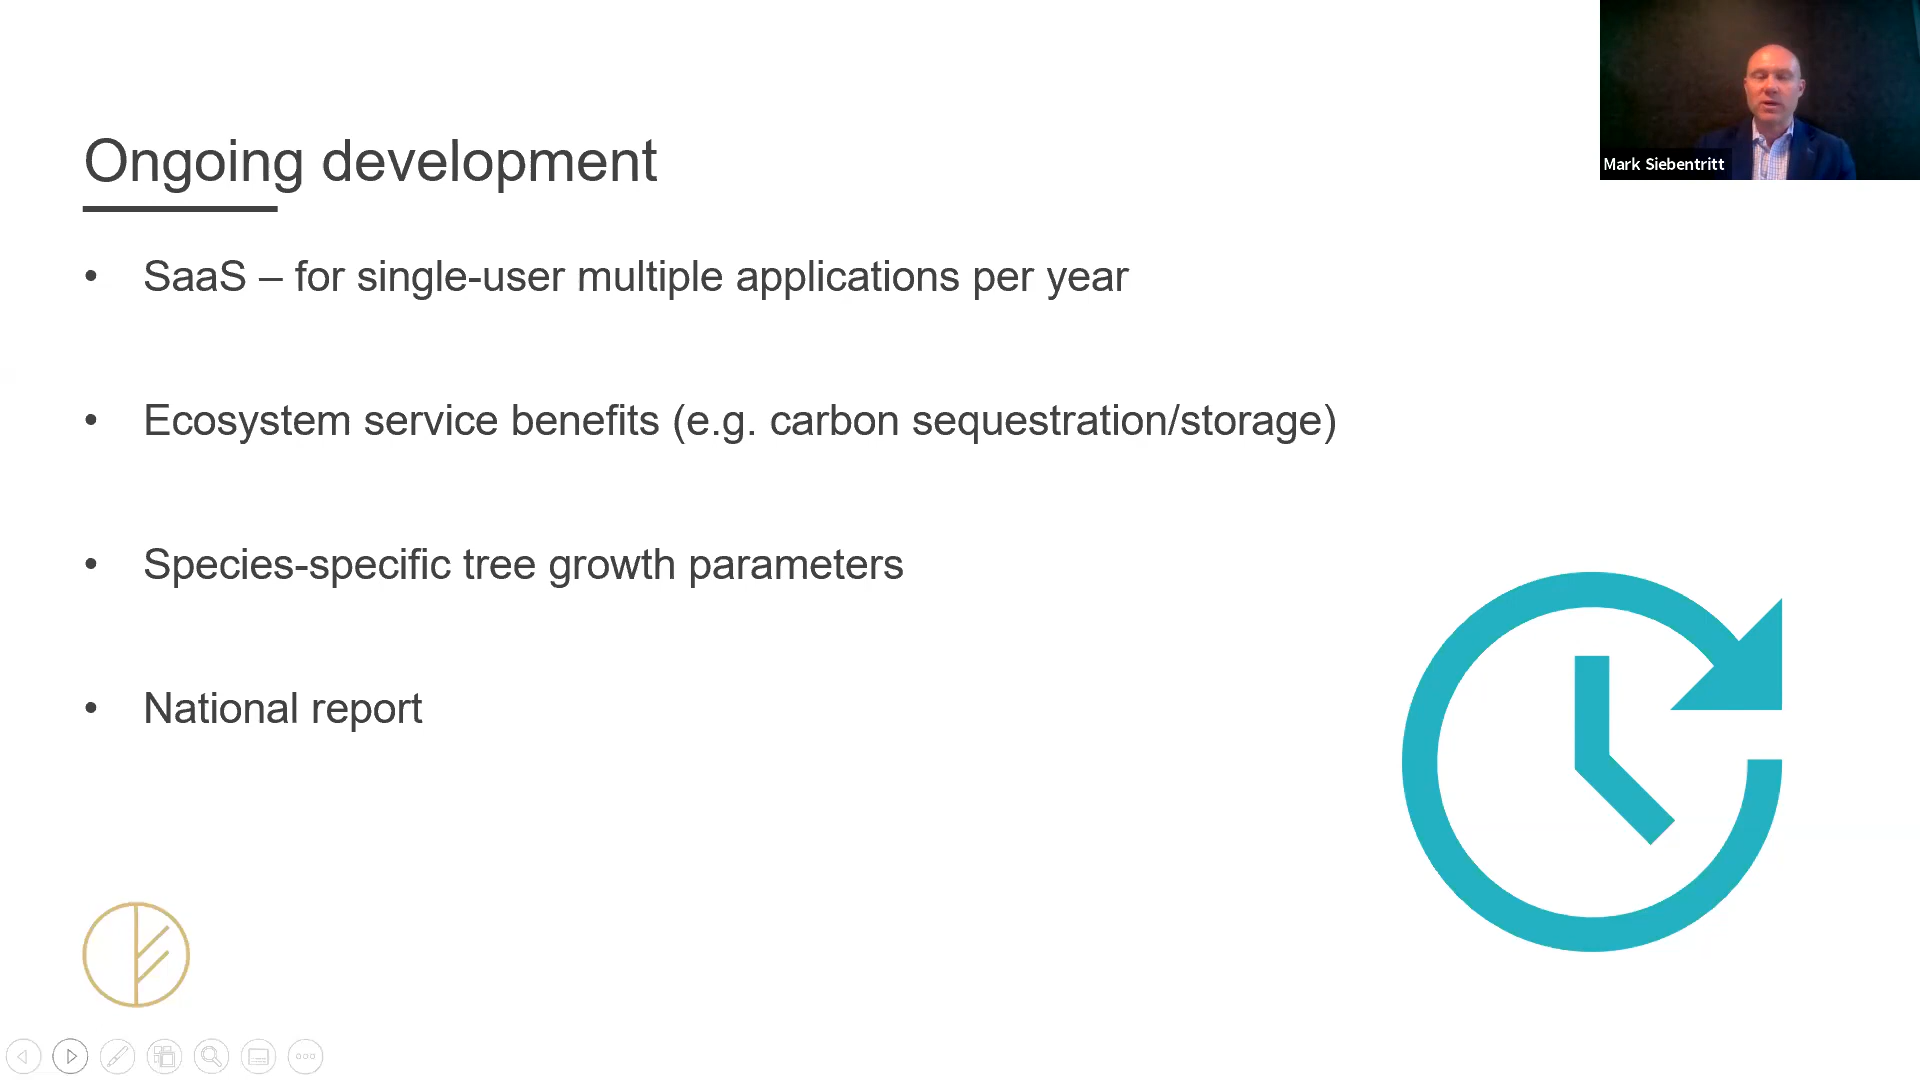 Mark Siebentritt
Ongoing development
• SaaS – for single-user multiple applications per year
• Ecosystem service benefits (e.g. carbon sequestration/storage)
• Species-specific tree growth parameters
• National report